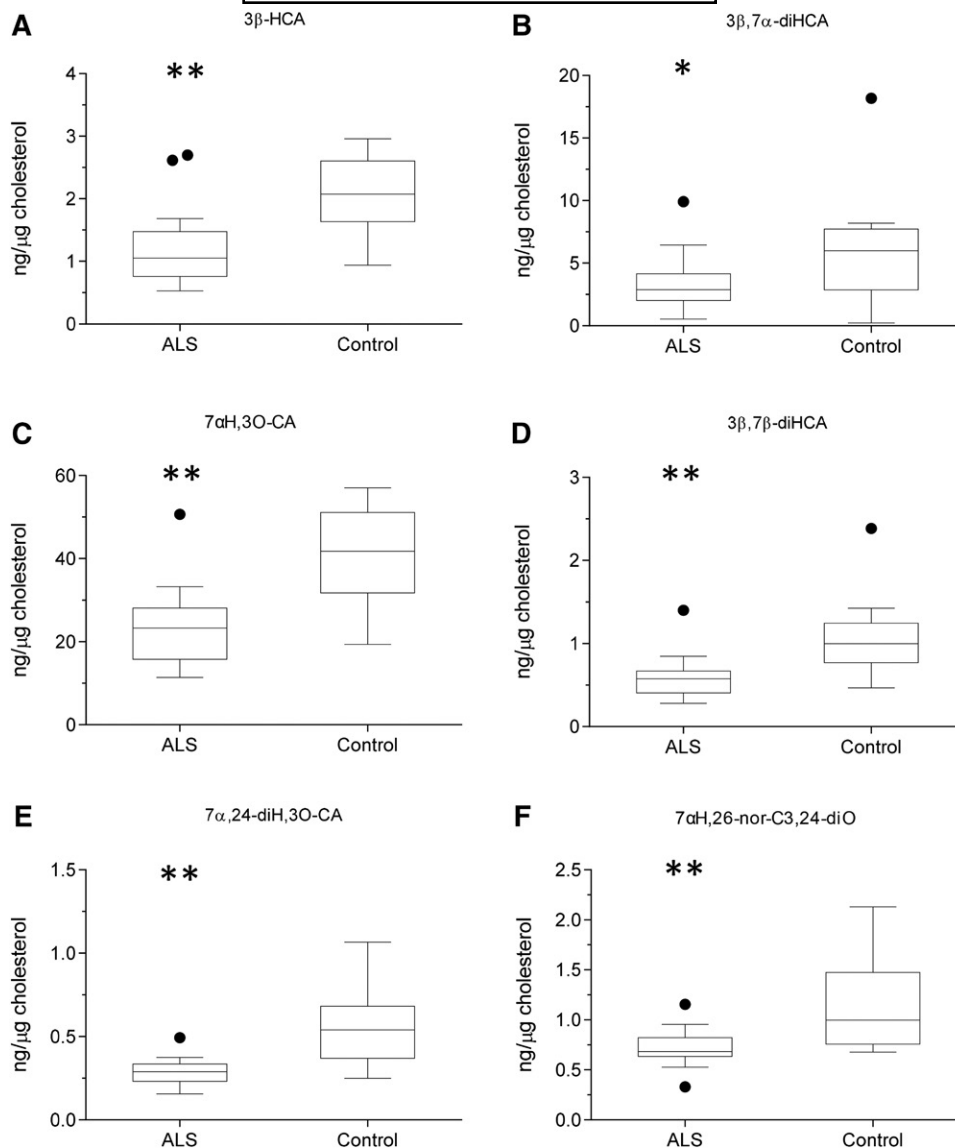 A
3β-HCA
**
4
3
2
1
0
ng/μg cholesterol
ALS
Control
B
3β,7α-diHCA
*
20
15
10
5
0
ng/μg cholesterol
ALS
Control
C
7αH,3O-CA
**
60
40
20
0
ng/μg cholesterol
ALS
Control
D
3β,7β-diHCA
**
3
2
1
0
ng/μg cholesterol
ALS
Control
E
7α,24-diH,3O-CA
**
1.5
1.0
0.5
0.0
ng/μg cholesterol
ALS
Control
F
7αH,26-nor-C3,24-diO
**
2.5
2.0
1.5
1.0
0.5
0.0
ng/μg cholesterol
ALS
Control